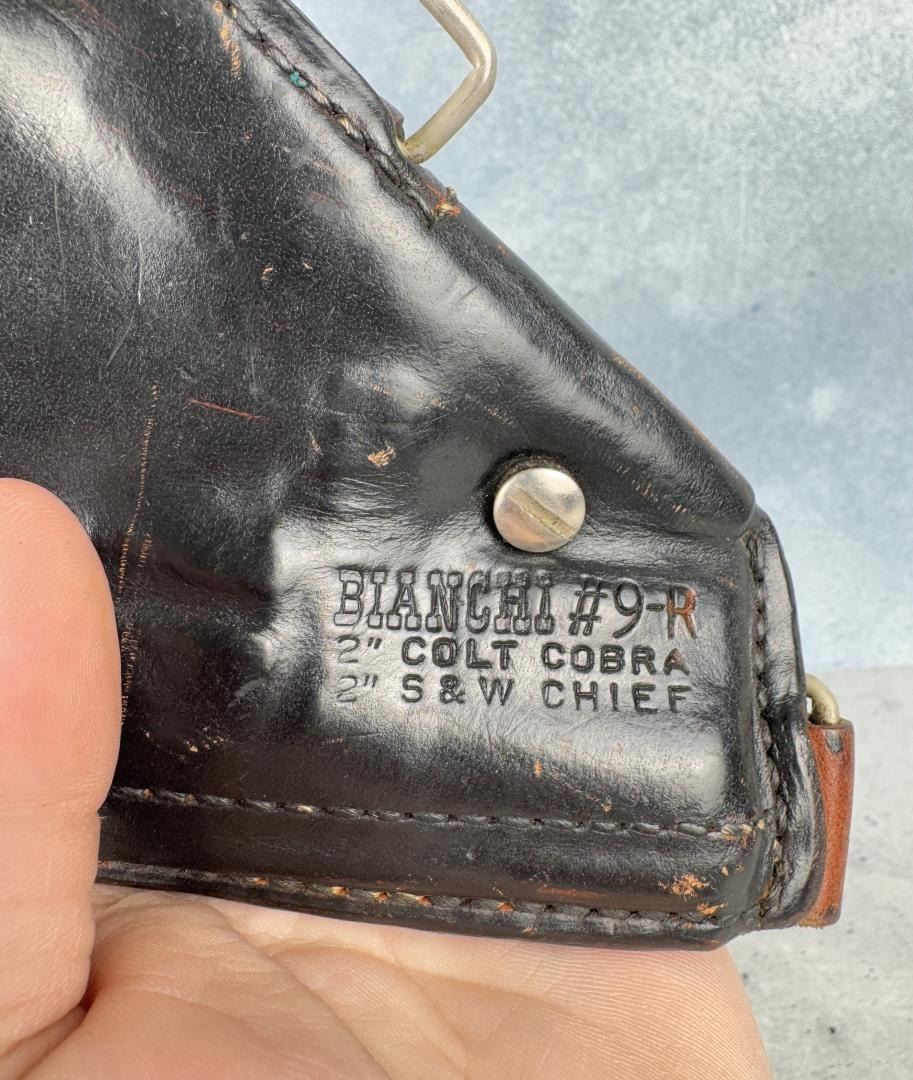 BIANCHI #9-R
2" COLT COBRA
2" S & W CHIEF